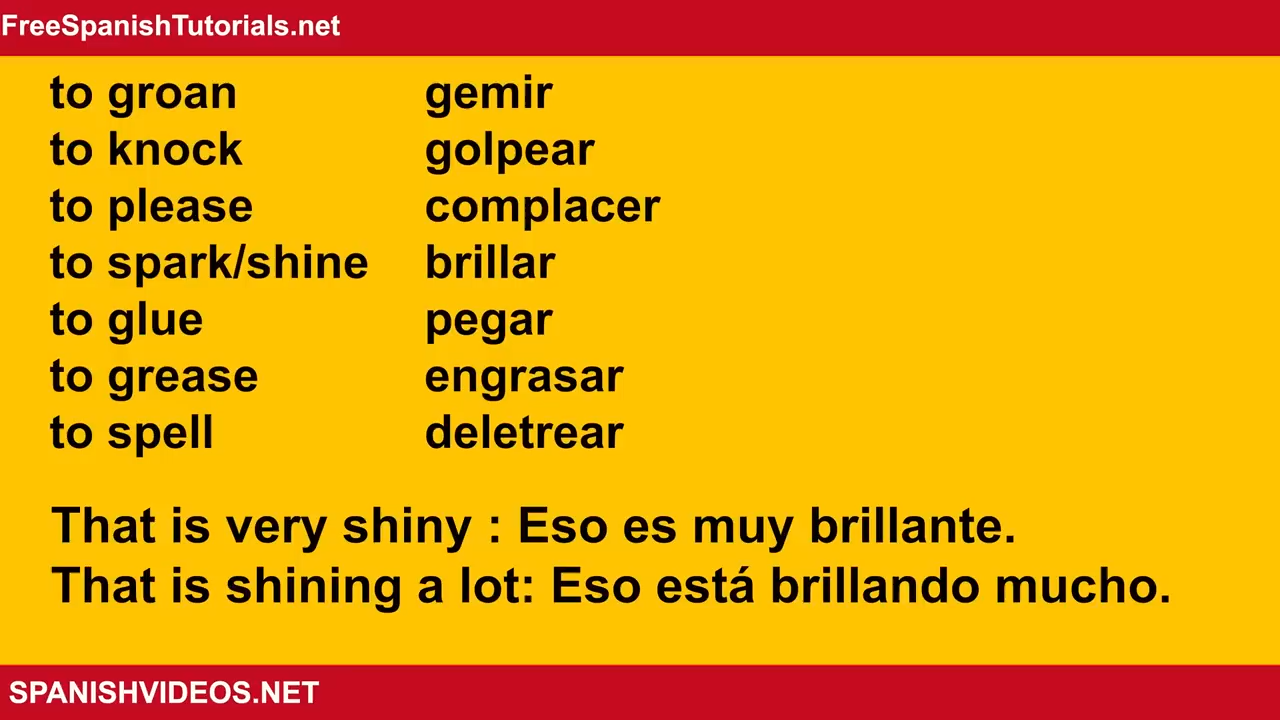 FreeSpanishTutorials.net
to groan gemir
to knock golpear
to please complacer
to spark/shine brillar
to glue pegar
to grease engrasar
to spell deletrear
That is very shiny : Eso es muy brillante.
That is shining a lot: Eso está brillando mucho.
SPANISHVIDEOS.NET